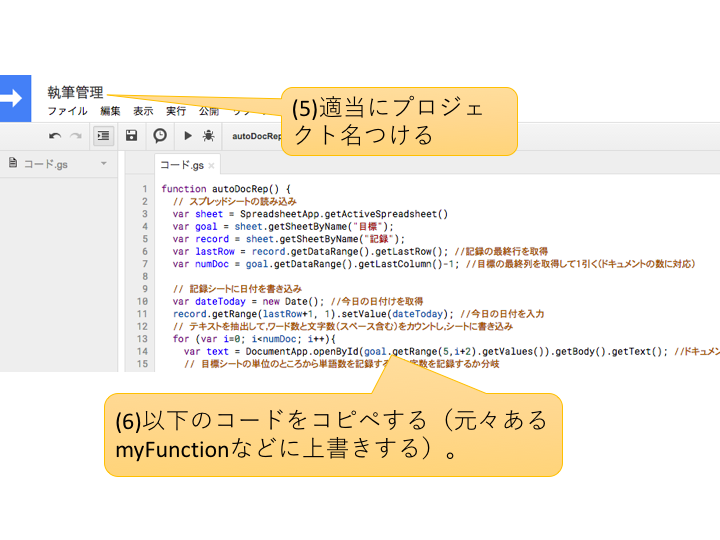 執筆管理
ファイル 編集 表示 実行 公開
(5)適当にプロジェ
クト名つける
autoDocRep
コード.gs
コード.gs ×
1 function autoDocRep() {
2 // スプレッドシートの読み込み
3 var sheet = SpreadsheetApp.getActiveSpreadsheet()
4 var goal = sheet.getSheetByName("目標");
5 var record = sheet.getSheetByName("記録");
6 var lastRow = record.getDataRange().getLastRow(); //記録の最終行を取得
7 var numDoc = goal.getDataRange().getLastColumn()-1; //目標の最終列を取得して1引く(ドキュメントの数に対応)
8
9 // 記録シートに日付を書き込み
10 var dateToday = new Date(); //今日の日付けを取得
11 record.getRange(lastRow+1, 1).setValue(dateToday); //今日の日付を入力
12 // テキストを抽出して,ワード数と文字数(スペース含む)をカウントし,シートに書き込み
13 for (var i=0; i<numDoc; i++){
14 var text = DocumentApp.openById(goal.getRange(5,i+2).getValues()).getBody().getText(); //ドキュメン
15 // 目標シートの単位のところから単語数を記録する 字数を記録するか分岐
(6)以下のコードをコピペする（元々ある
myFunctionなどに上書きする）。